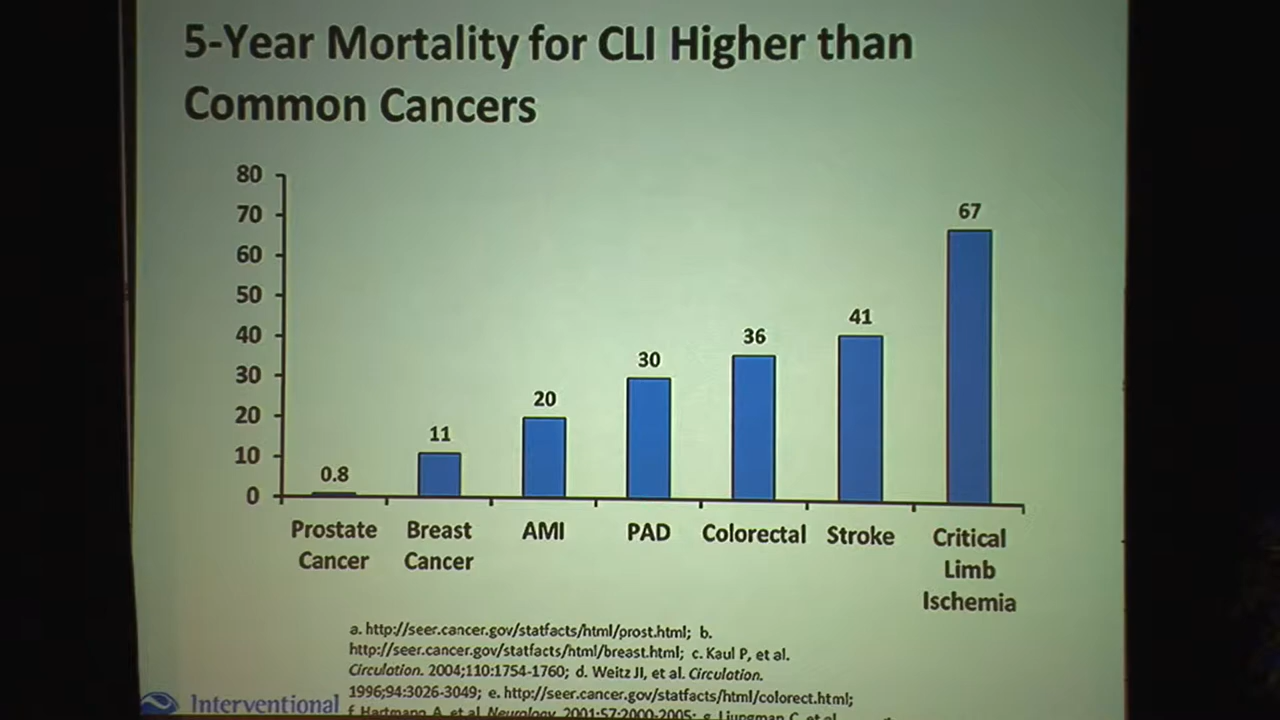 5-Year Mortality for CLI Higher than
Common Cancers
80
70
60
50
40
30
20
10
0
0.8
11
20
30
36
41
67
Prostate
Cancer
Breast
Cancer
AMI
PAD
Colorectal
Stroke
Critical
Limb
Ischemia
a. http://seer.cancer.gov/statfacts/html/prost.html; b.
http://seer.cancer.gov/statfacts/html/breast.html; c. Kaul P, et al.
Circulation. 2004;110:1754-1760; d. Weitz JI, et al. Circulation.
1996;94:3026-3049; e. http://seer.cancer.gov/statfacts/html/colorect.html;
f. Hartmann A, et al. Neurology. 2001;57:2000-2005; g. Ljungman C, et al.
Interventional